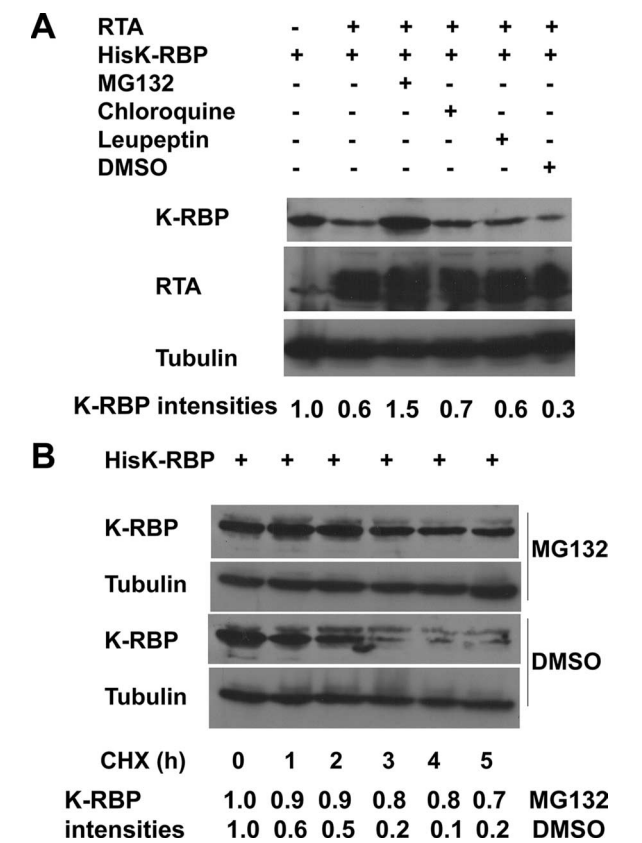 A
RTA - + + + + +
HisK-RBP + + + + + +
MG132 - - + - - -
Chloroquine - - - + - -
Leupeptin - - - - + -
DMSO - - - - - +
K-RBP
RTA
Tubulin
K-RBP intensities 1.0 0.6 1.5 0.7 0.6 0.3
B
HisK-RBP + + + + + +
K-RBP
MG132
Tubulin
K-RBP
DMSO
Tubulin
CHX (h) 0 1 2 3 4 5
K-RBP 1.0 0.9 0.9 0.8 0.8 0.7 MG132
intensities 1.0 0.6 0.5 0.2 0.1 0.2 DMSO